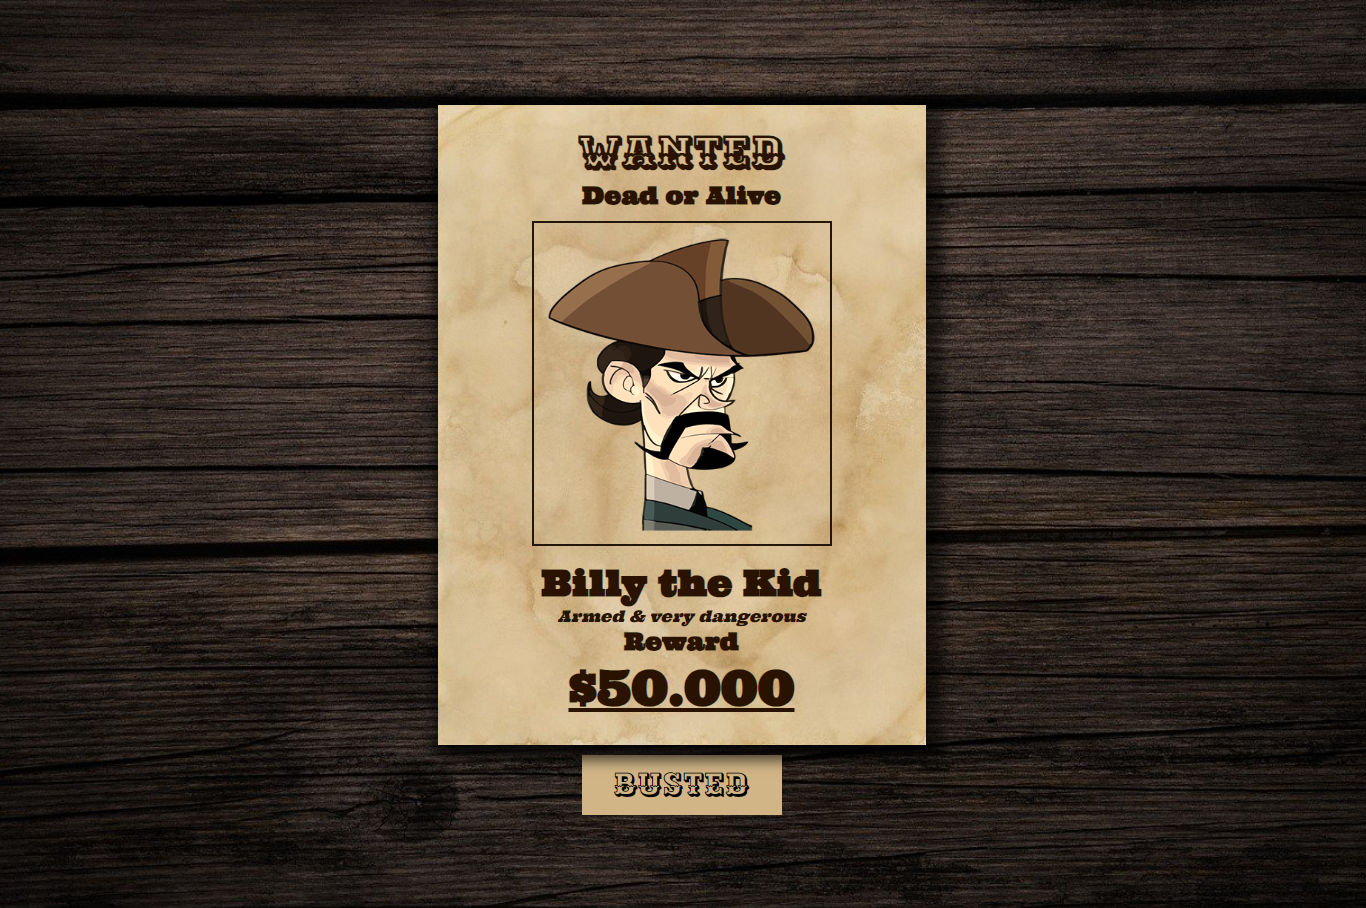 WANTED
Dead or Alive
Billy the Kid
Armed & very dangerous
Reward
$50.000
BUSTED